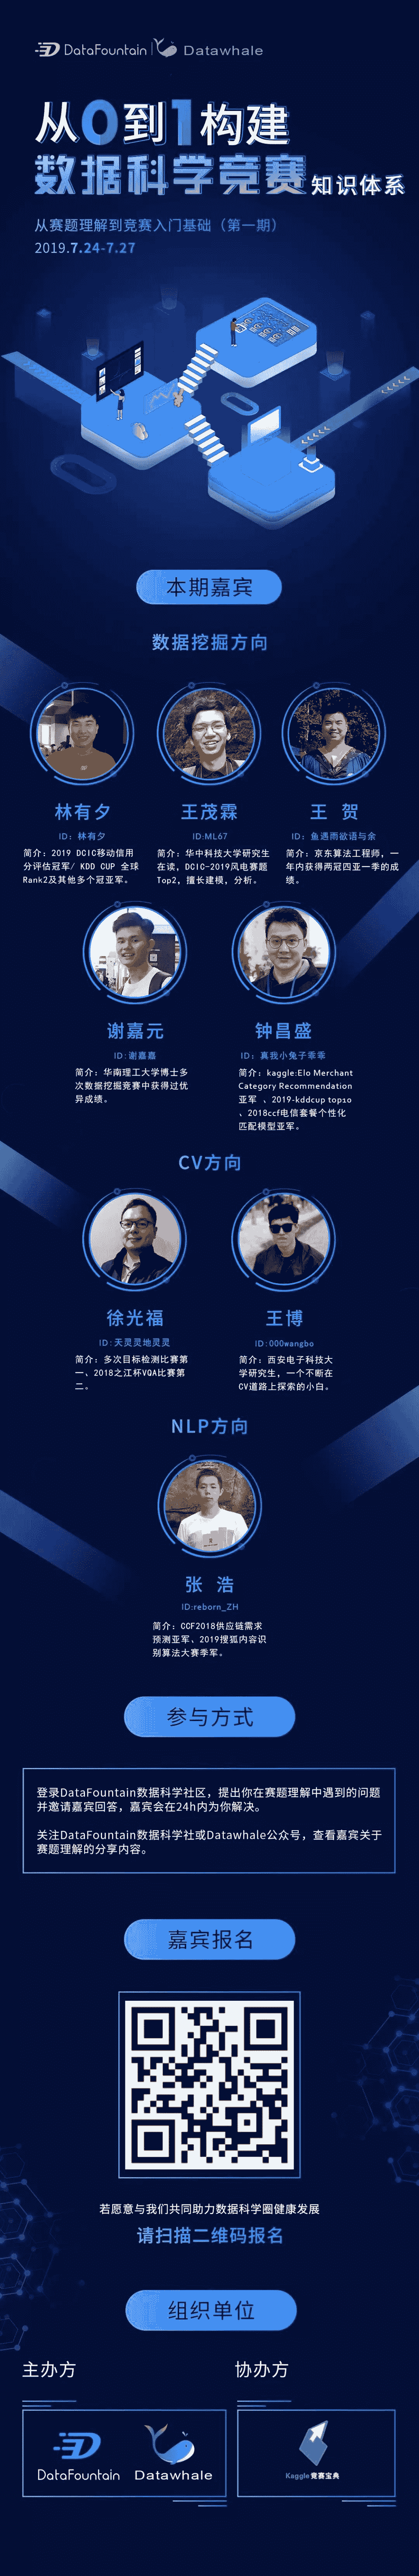 DataFountain | Datawhale
从0到1构建
数据科学竞赛 知识体系
从赛题理解到竞赛入门基础（第一期）
2019.7.24-7.27
本期嘉宾
数据挖掘方向
林有夕
ID：林有夕
简介：2019 DCIC移动信用
分评估冠军/ KDD CUP 全球
Rank2及其他多个冠亚军。
王茂霖
ID:ML67
简介：华中科技大学研究生
在读，DCIC-2019风电赛题
Top2，擅长建模，分析。
王 贺
ID：鱼遇雨欲语与余
简介：京东算法工程师，一
年内获得两冠四亚一季的成
绩。
谢嘉元
ID:谢嘉嘉
简介：华南理工大学博士多
次数据挖掘竞赛中获得过优
异成绩。
钟昌盛
ID：真我小兔子乖乖
简介：kaggle:Elo Merchant
Category Recommendation
亚军 、2019-kddcup top10
、2018ccf电信套餐个性化
匹配模型亚军。
CV方向
徐光福
ID:天灵灵地灵灵
简介：多次目标检测比赛第
一、2018之江杯VQA比赛第
二。
王博
ID:000wangbo
简介：西安电子科技大
学研究生，一个不断在
CV道路上探索的小白。
NLP方向
张 浩
ID:reborn_ZH
简介：CCF2018供应链需求
预测亚军、2019搜狐内容识
别算法大赛季军。
参与方式
登录DataFountain数据科学社区，提出你在赛题理解中遇到的问题
并邀请嘉宾回答，嘉宾会在24h内为你解决。
关注DataFountain数据科学社或Datawhale公众号，查看嘉宾关于
赛题理解的分享内容。
嘉宾报名
若愿意与我们共同助力数据科学圈健康发展
请扫描二维码报名
组织单位
主办方
协办方
DataFountain
Datawhale
Kaggle竞赛宝典